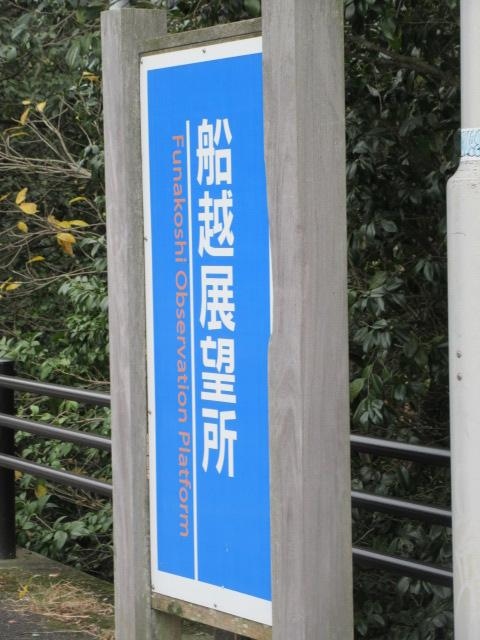 船越展望所
Funakoshi Observation Platform